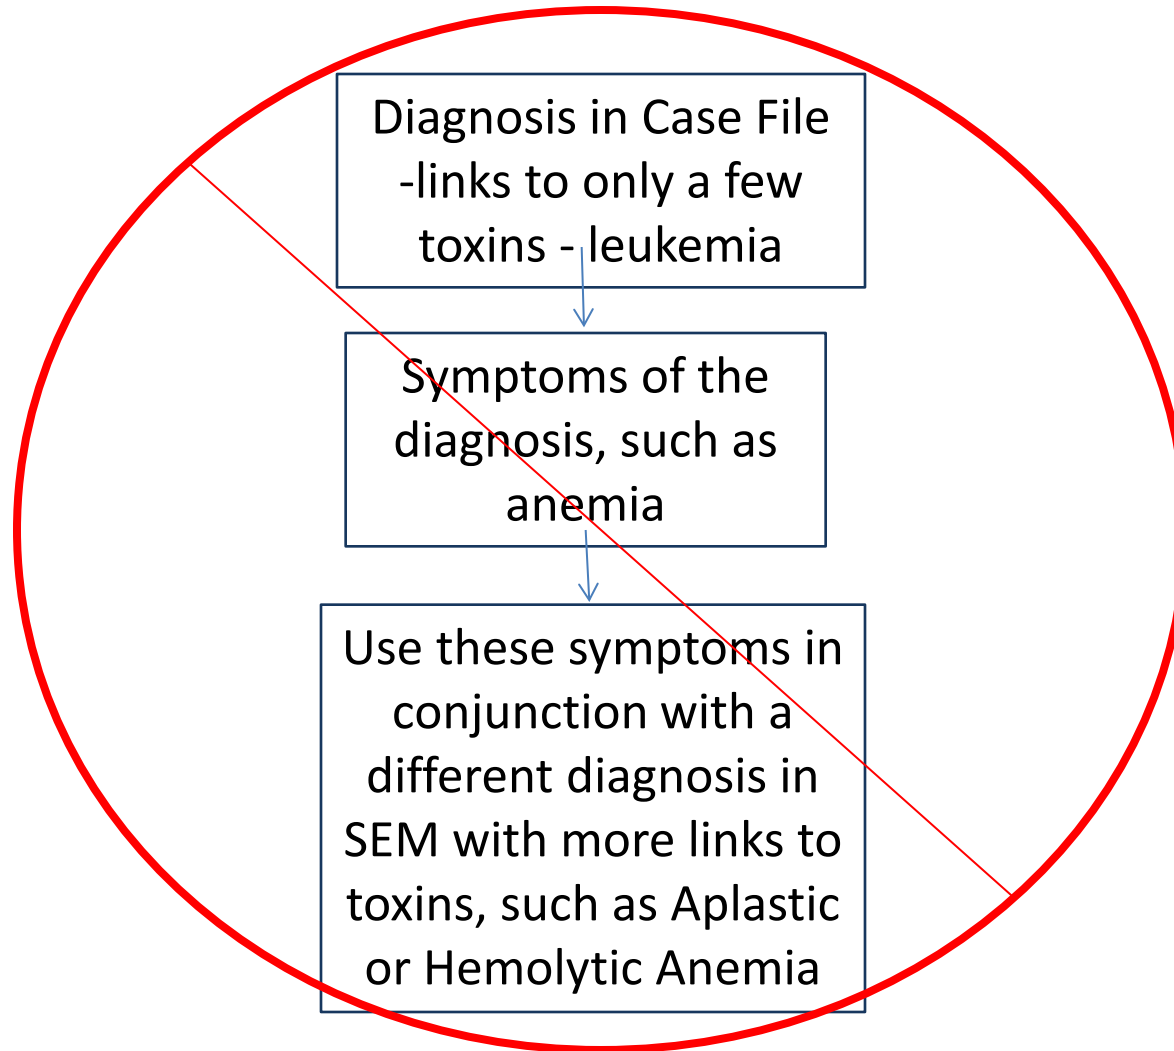 Diagnosis in Case File
-links to only a few
toxins - leukemia
Symptoms of the
diagnosis, such as
anemia
Use these symptoms in
conjunction with a
different diagnosis in
SEM with more links to
toxins, such as Aplastic
or Hemolytic Anemia